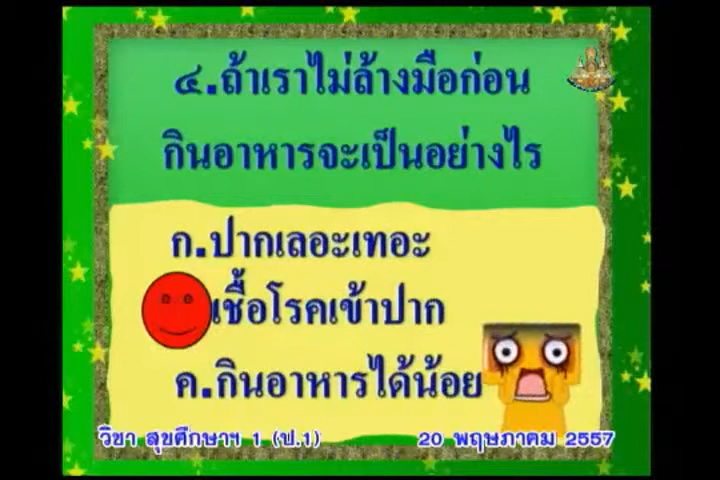 ๔.ถ้าเราไม่ล้างมือก่อน
กินอาหารจะเป็นอย่างไร
ก.ปากเลอะเทอะ
เชื้อโรคเข้าปาก
ค.กินอาหารได้น้อย
วิชา สุขศึกษาฯ 1 (ป.1) 20 พฤษภาคม 2557